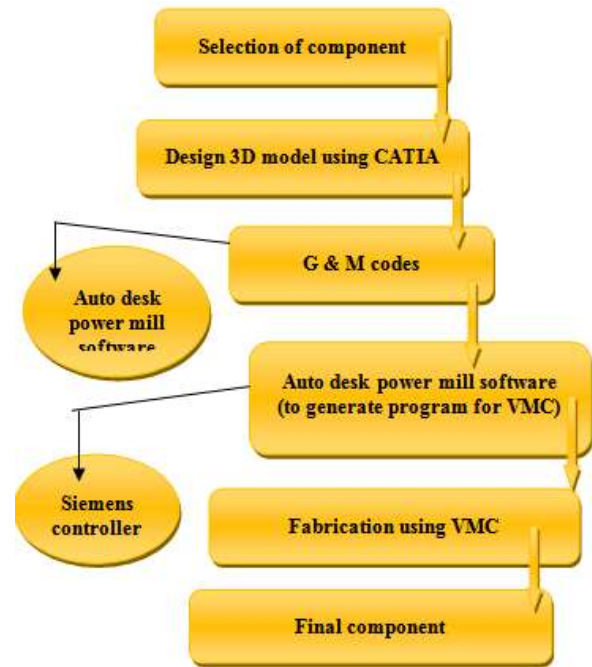 Selection of component
Design 3D model using CATIA
G & M codes
Auto desk
power mill
software
Auto desk power mill software
(to generate program for VMC)
Siemens
controller
Fabrication using VMC
Final component